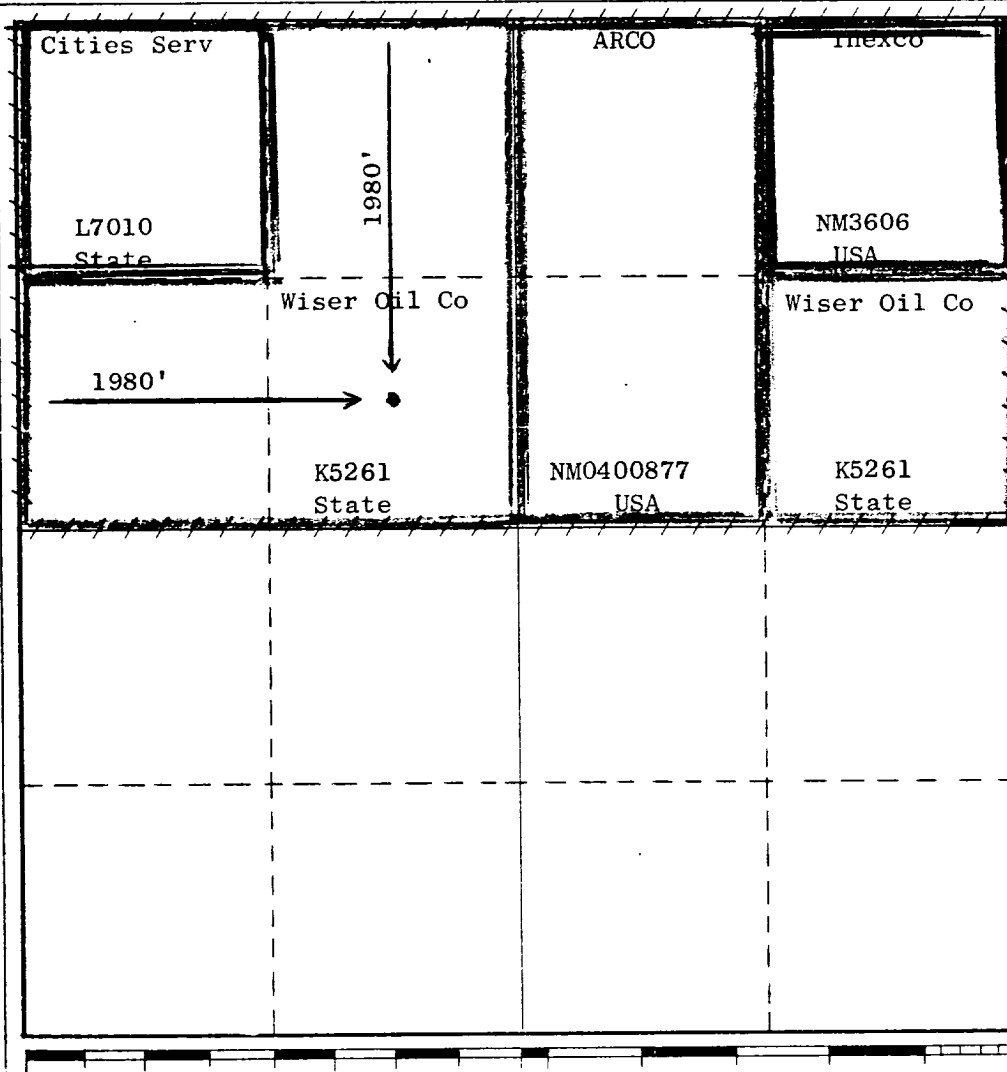 Cities Serv
ARCO
Inexco
1980'
L7010
State
NM3606
USA
Wiser Oil Co
Wiser Oil Co
1980'
K5261
State
NM0400877
USA
K5261
State